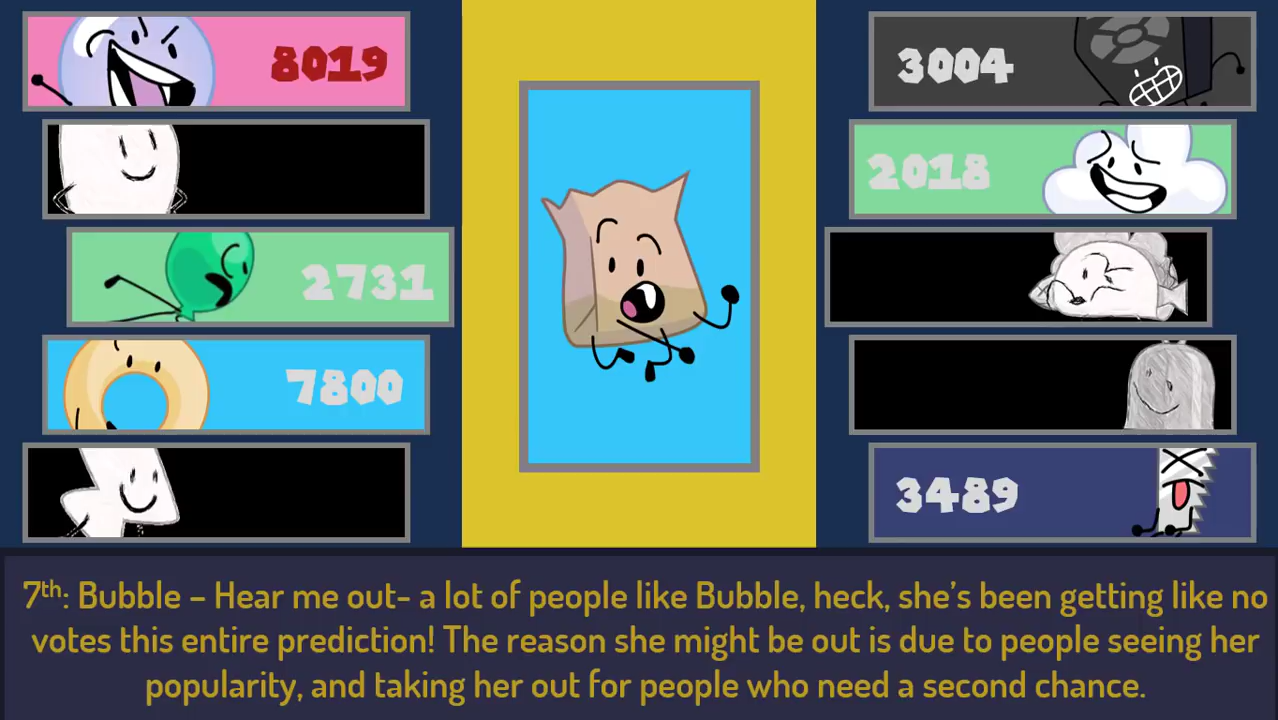 8019
3004
2018
2731
7800
3489
7th: Bubble – Hear me out- a lot of people like Bubble, heck, she's been getting like no
votes this entire prediction! The reason she might be out is due to people seeing her
popularity, and taking her out for people who need a second chance.